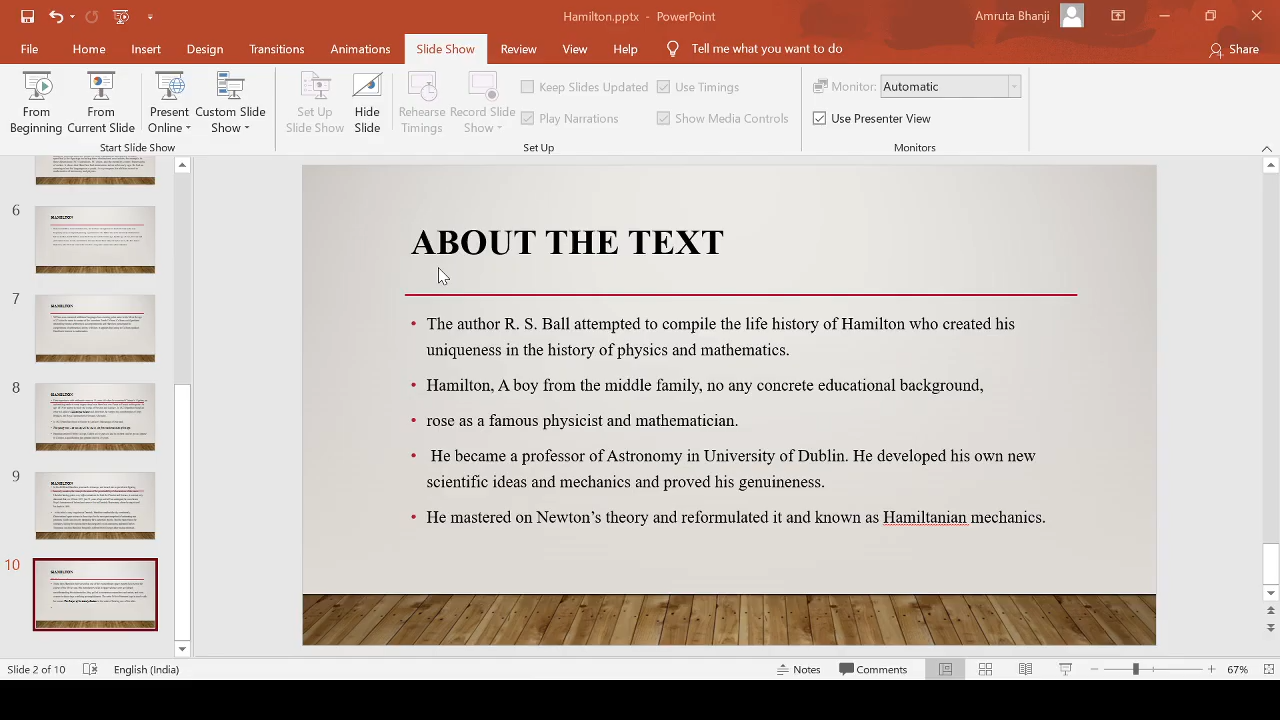 Hamilton.pptx - PowerPoint
Amruta Bhanji
File Home Insert Design Transitions Animations Slide Show Review View Help Tell me what you want to do Share
From Beginning
From Current Slide
Present Online
Custom Slide Show
Set Up Slide Show
Hide Slide
Rehearse Timings
Record Slide Show
Keep Slides Updated
Play Narrations
Use Timings
Show Media Controls
Monitor: Automatic
Use Presenter View
Start Slide Show
Set Up
Monitors
6
HAMILTON
7
HAMILTON
8
HAMILTON
9
HAMILTON
10
HAMILTON
ABOUT THE TEXT
• The author R. S. Ball attempted to compile the life history of Hamilton who created his
uniqueness in the history of physics and mathematics.
• Hamilton, A boy from the middle family, no any concrete educational background,
• rose as a famous physicist and mathematician.
• He became a professor of Astronomy in University of Dublin. He developed his own new
scientific ideas and mechanics and proved his genuineness.
• He mastered on Newton's theory and reformulated it and known as Hamilianian mechanics.
Slide 2 of 10
English (India)
Notes
Comments
67%